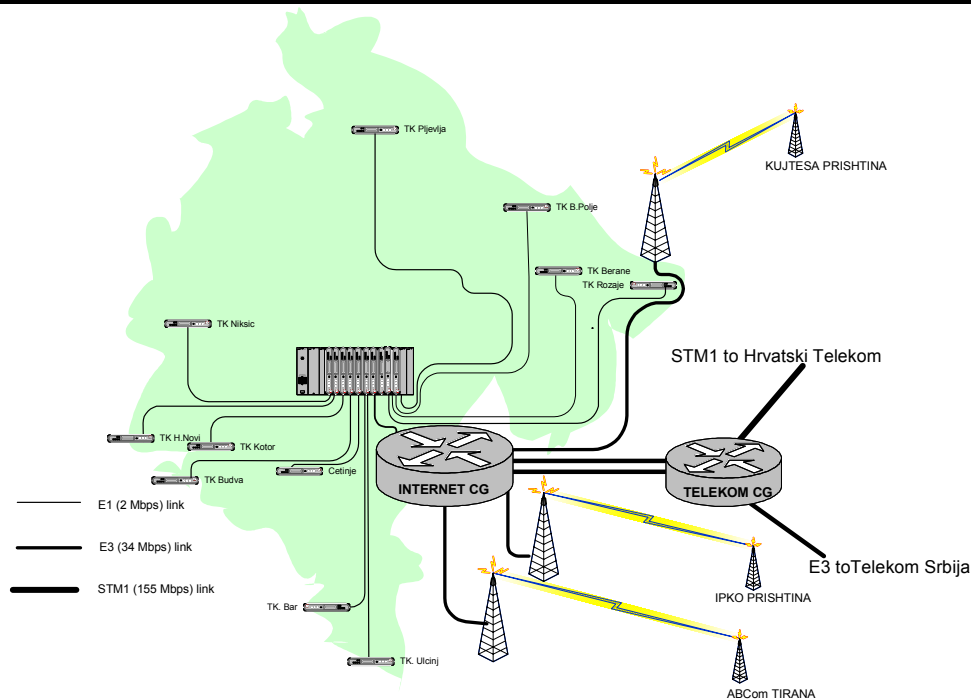 TK Pljevlja
KUJTESA PRISHTINA
TK B.Polje
TK Berane
TK Rozaje
TK Niksic
STM1 to Hrvatski Telekom
TK H.Novi
TK Kotor
TK Budva
Cetinje
INTERNET CG
TELEKOM CG
E1 (2 Mbps) link
E3 (34 Mbps) link
STM1 (155 Mbps) link
E3 toTelekom Srbija
IPKO PRISHTINA
TK. Bar
TK. Ulcinj
ABCom TIRANA